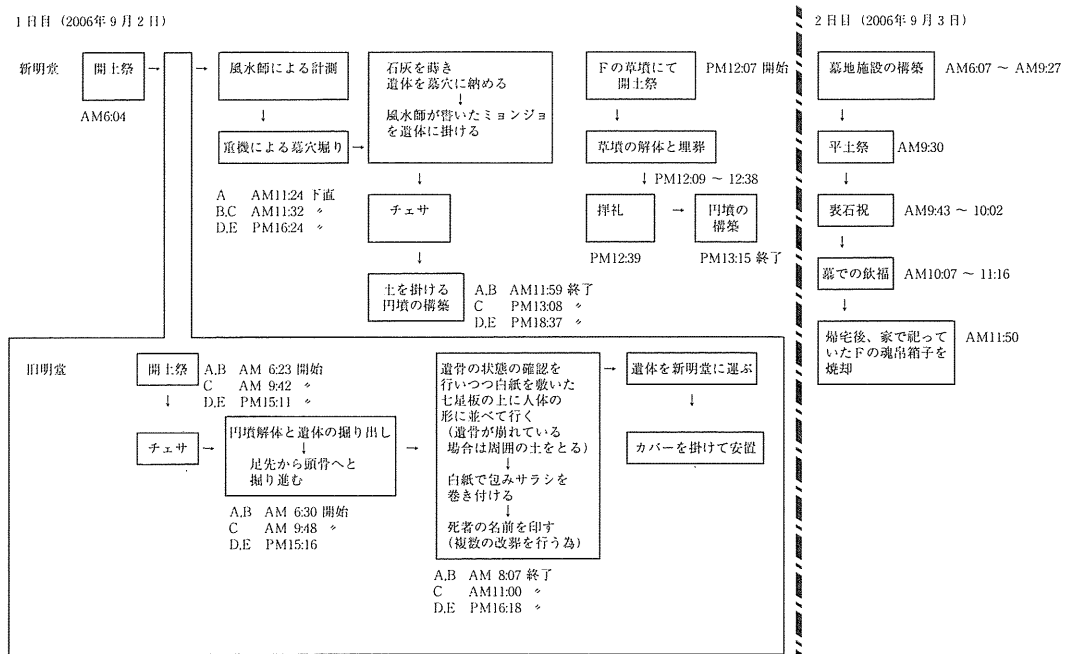 1日目（2006年9月2日）
新明堂
開土祭
→
→
AM6:04
風水師による計測
↓
重機による墓穴堀り
→
A AM11:24 下直
B,C AM11:32 〃
D,E PM16:24 〃
石灰を蒔き
遺体を墓穴に納める
↓
風水師が書いたミョンジョ
を遺体に掛ける
↓
チェサ
↓
土を掛ける
円墳の構築
A,B AM11:59 終了
C PM13:08 〃
D,E PM18:37 〃
Fの草墳にて
開土祭
PM12:07 開始
↓
草墳の解体と埋葬
↓ PM12:09 ～ 12:38
拝礼
→
円墳の
構築
PM12:39
PM13:15 終了
旧明堂
開土祭
A,B AM 6:23 開始
C AM 9:42 〃
D,E PM15:11 〃
↓
チェサ
→
円墳解体と遺体の掘り出し
↓
足先から頭骨へと
掘り進む
A,B AM 6:30 開始
C AM 9:48 〃
D,E PM15:16
→
遺骨の状態の確認を
行いつつ白紙を敷いた
七星板の上に人体の
形に並べて行く
（遺骨が崩れている
場合は周囲の土をとる）
↓
白紙で包みサラシを
巻き付ける
↓
死者の名前を印す
（複数の改葬を行う為）
A,B AM 8:07 終了
C AM11:00 〃
D,E PM16:18 〃
→
遺体を新明堂に運ぶ
↓
カバーを掛けて安置
2日目（2006年9月3日）
墓地施設の構築
AM6:07 ～ AM9:27
↓
平土祭
AM9:30
↓
表石祝
AM9:43 ～ 10:02
↓
墓での飲福
AM10:07 ～ 11:16
↓
帰宅後、家で祀って
いたFの魂帛箱子を
焼却
AM11:50